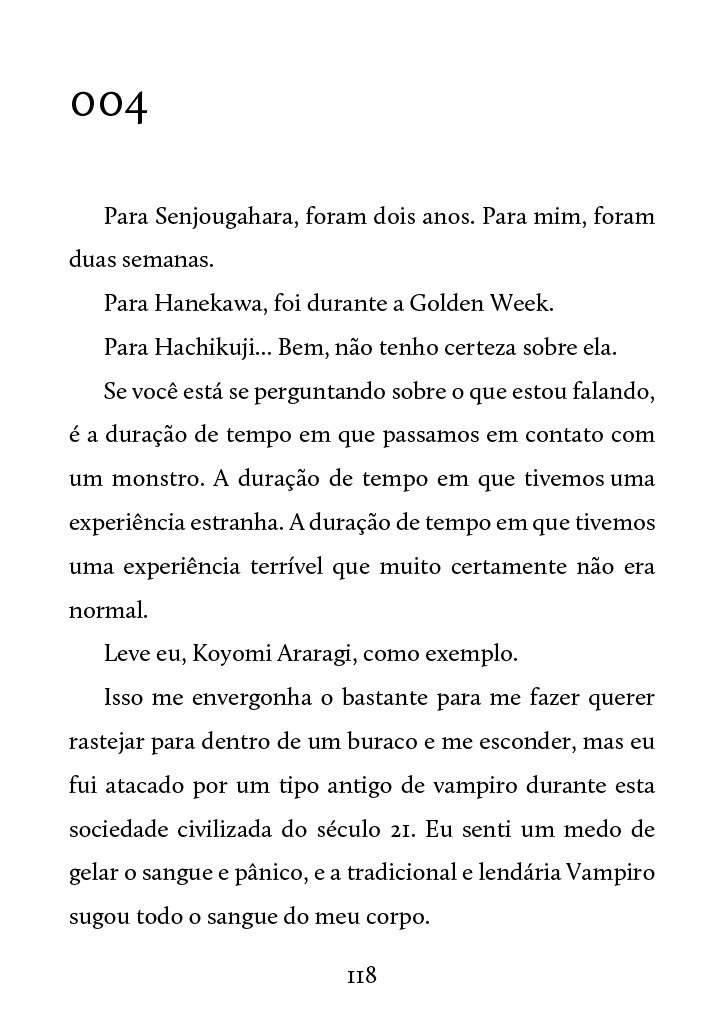 004
Para Senjougahara, foram dois anos. Para mim, foram
duas semanas.
Para Hanekawa, foi durante a Golden Week.
Para Hachikuji... Bem, não tenho certeza sobre ela.
Se você está se perguntando sobre o que estou falando,
é a duração de tempo em que passamos em contato com
um monstro. A duração de tempo em que tivemos uma
experiência estranha. A duração de tempo em que tivemos
uma experiência terrível que muito certamente não era
normal.
Leve eu, Koyomi Araragi, como exemplo.
Isso me envergonha o bastante para me fazer querer
rastejar para dentro de um buraco e me esconder, mas eu
fui atacado por um tipo antigo de vampiro durante esta
sociedade civilizada do século 21. Eu senti um medo de
gelar o sangue e pânico, e a tradicional e lendária Vampiro
sugou todo o sangue do meu corpo.
118